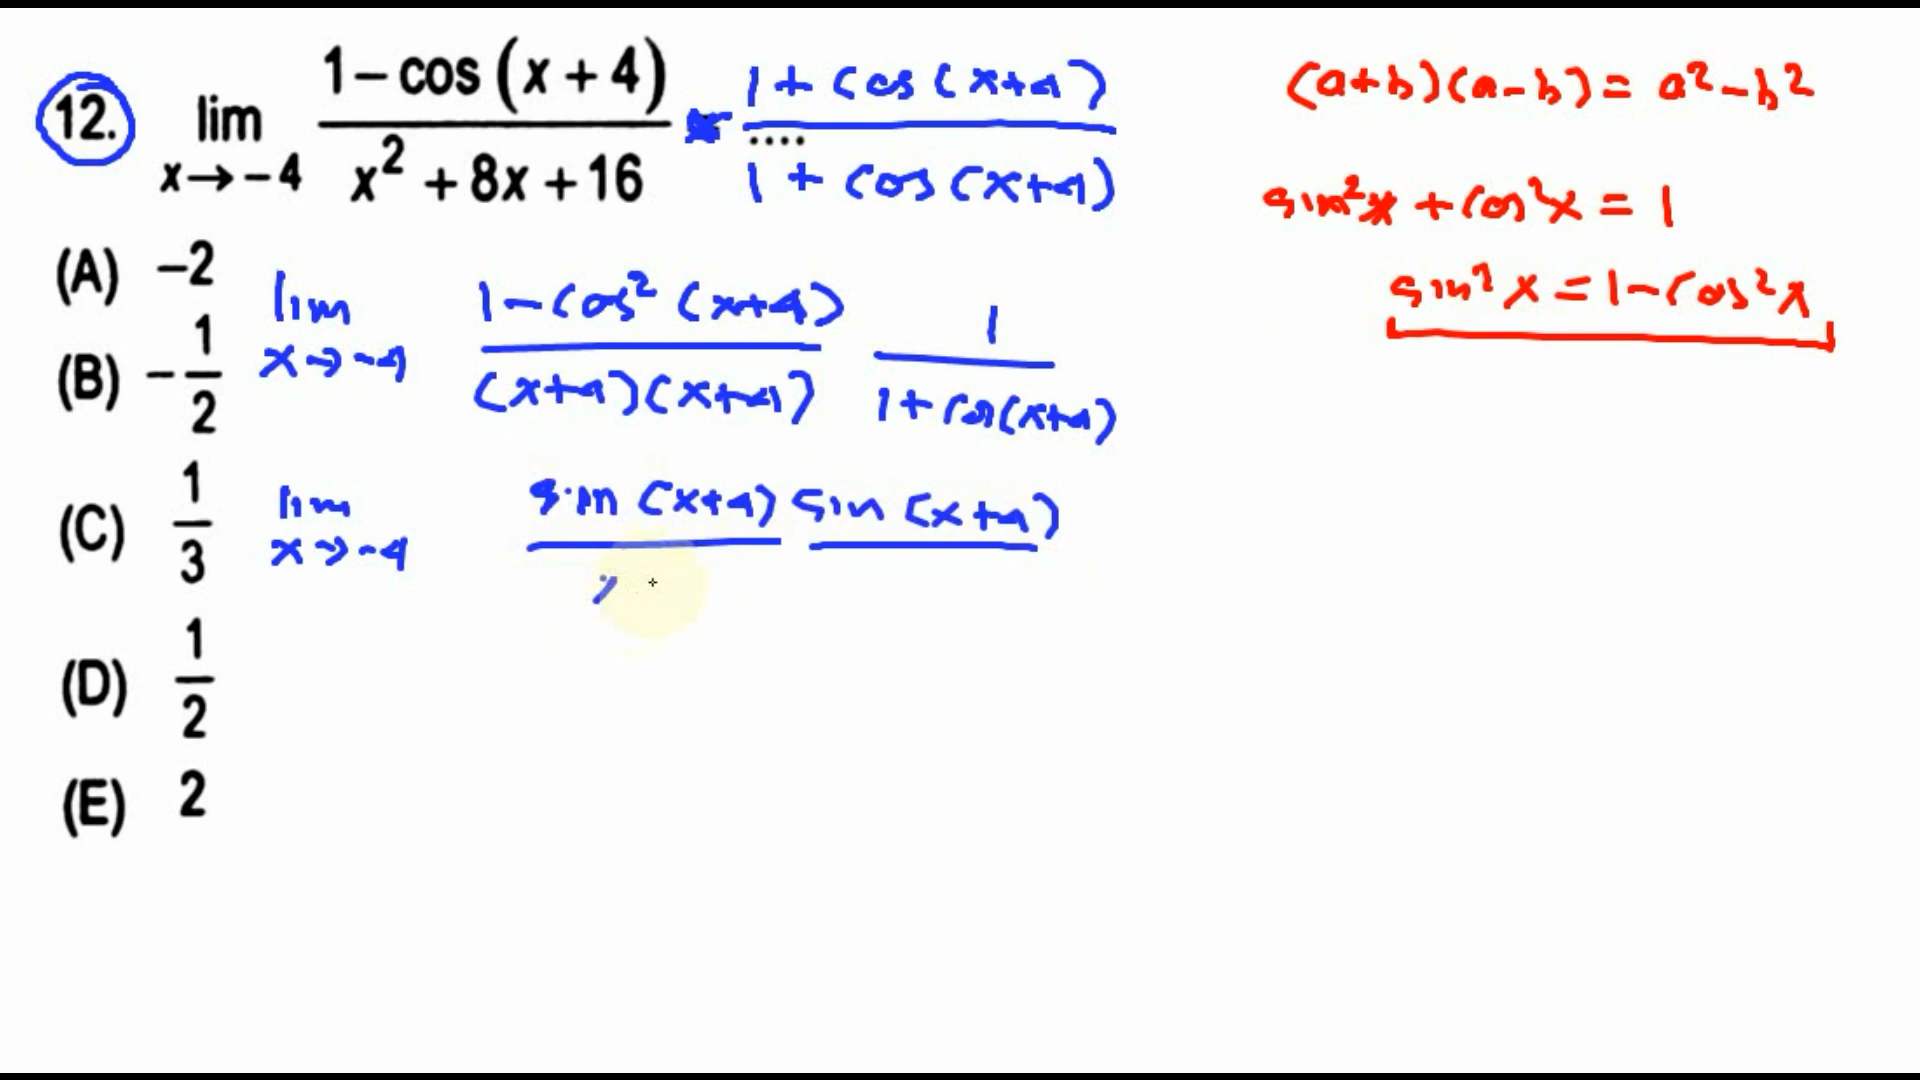 12. lim x→-4 (1-cos(x+4))/(x²+8x+16) * (1+cos(x+4))/(1+cos(x+4))
....
(a+b)(a-b)=a²-b²
sin²x+cos²x=1
sin²x=1-cos²x
(A) -2
lim x→-4 (1-cos²(x+4))/((x+4)(x+4)) 1/(1+cos(x+4))
(B) -1/2
(C) 1/3
lim x→-4 sin(x+4) sin(x+4)
(D) 1/2
(E) 2